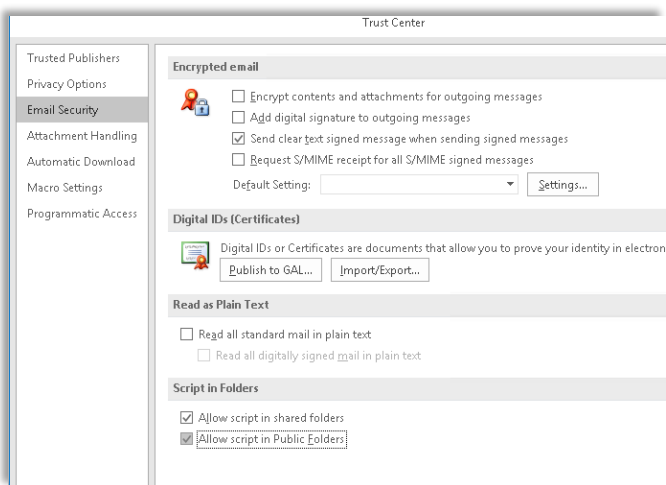 Trust Center
Trusted Publishers
Privacy Options
Email Security
Attachment Handling
Automatic Download
Macro Settings
Programmatic Access
Encrypted email
Encrypt contents and attachments for outgoing messages
Add digital signature to outgoing messages
Send clear text signed message when sending signed messages
Request S/MIME receipt for all S/MIME signed messages
Default Setting:
Settings...
Digital IDs (Certificates)
Digital IDs or Certificates are documents that allow you to prove your identity in electron
Publish to GAL... Import/Export...
Read as Plain Text
Read all standard mail in plain text
Read all digitally signed mail in plain text
Script in Folders
Allow script in shared folders
Allow script in Public Folders